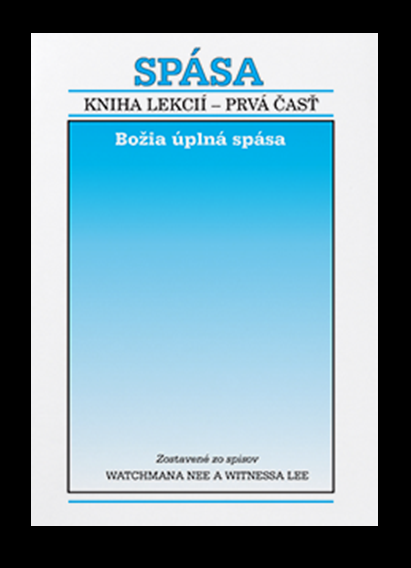 SPÁSA
KNIHA LEKCIÍ – PRVÁ ČASŤ
Božia úplná spása
Zostavené zo spisov
WATCHMANA NEE A WITNESSA LEE